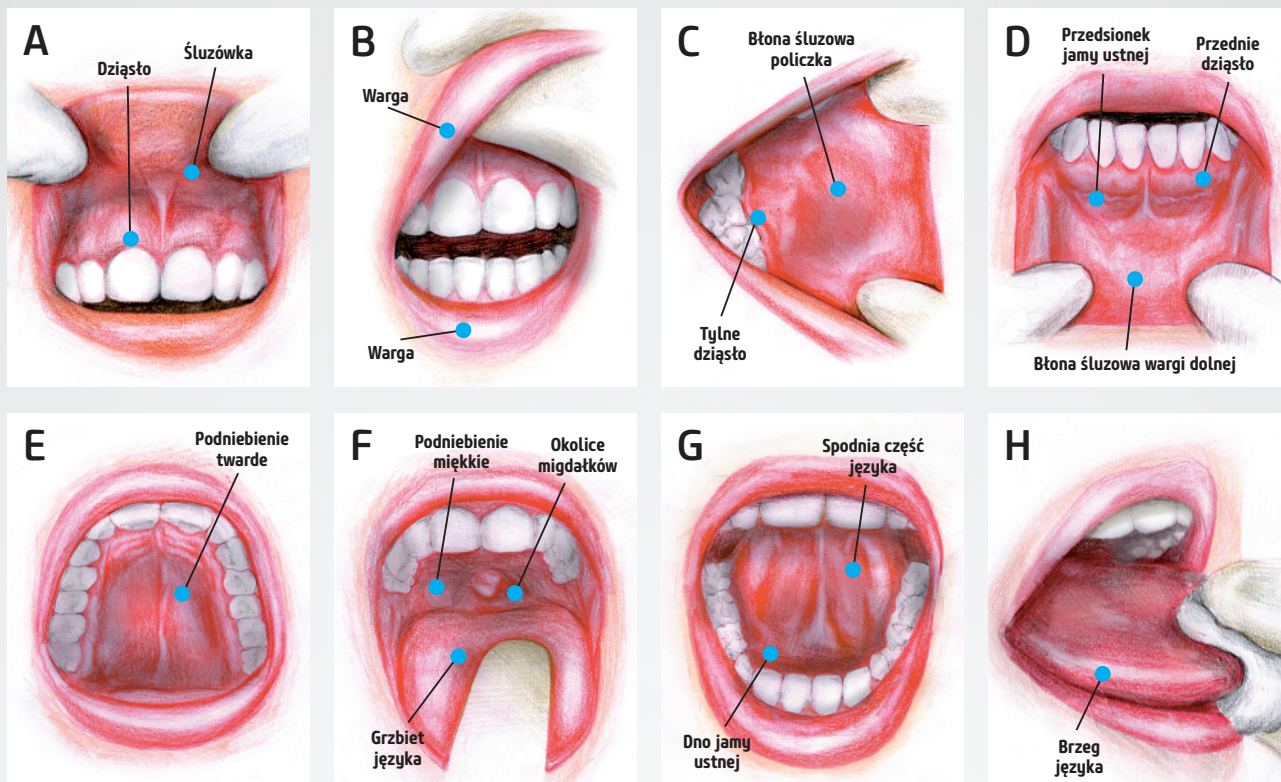 A
Dziąsło
Śluzówka
B
Warga
Warga
C
Błona śluzowa
policzka
Tylne
dziąsło
D
Przedsionek
jamy ustnej
Przednie
dziąsło
Błona śluzowa wargi dolnej
E
Podniebienie
twarde
F
Podniebienie
miękkie
Okolice
migdałków
Grzbiet
języka
G
Spodnia część
języka
Dno jamy
ustnej
H
Brzeg
języka